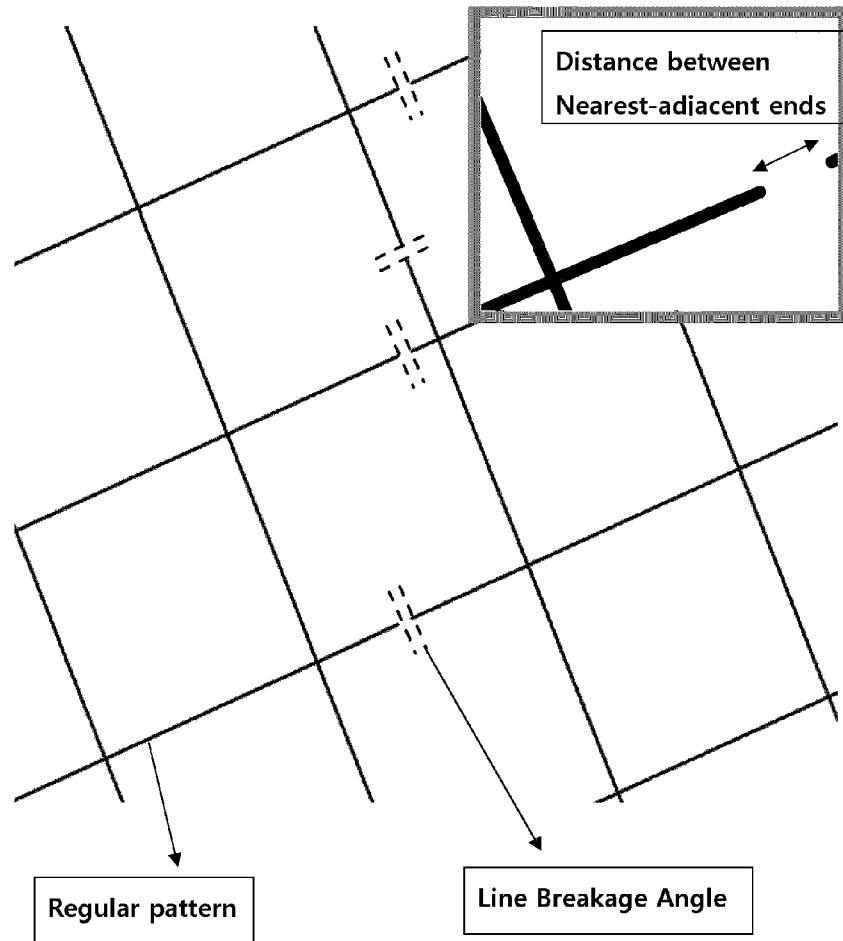 Distance between
Nearest-adjacent ends
Regular pattern
Line Breakage Angle